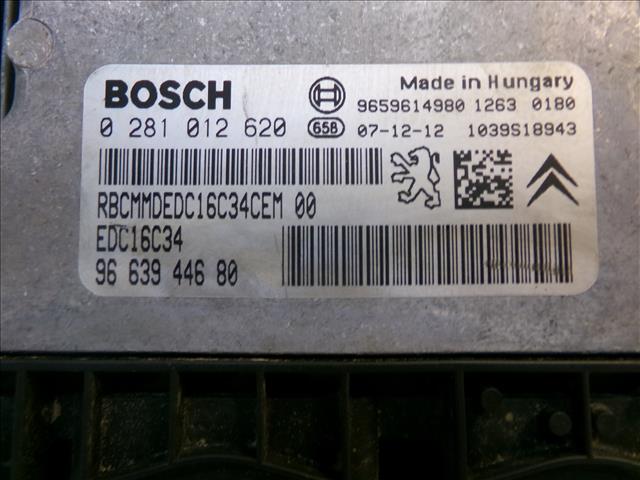 BOSCH
Made in Hungary
9659614980 1263 0180
0 281 012 620
658 07-12-12 1039S18943
RBCMMDEDC16C34CEM 00
EDC16C34
96 639 446 80